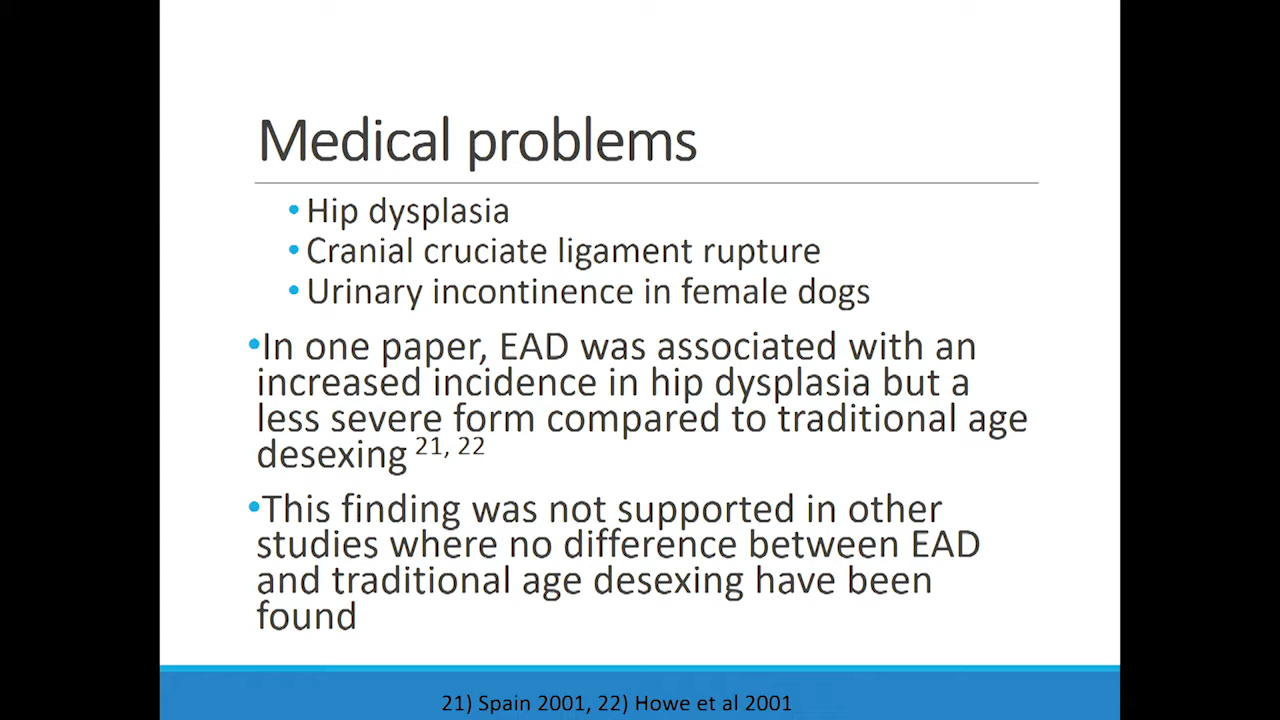 Medical problems
•Hip dysplasia
•Cranial cruciate ligament rupture
•Urinary incontinence in female dogs
•In one paper, EAD was associated with an
increased incidence in hip dysplasia but a
less severe form compared to traditional age
desexing 21, 22
•This finding was not supported in other
studies where no difference between EAD
and traditional age desexing have been
found
21) Spain 2001, 22) Howe et al 2001